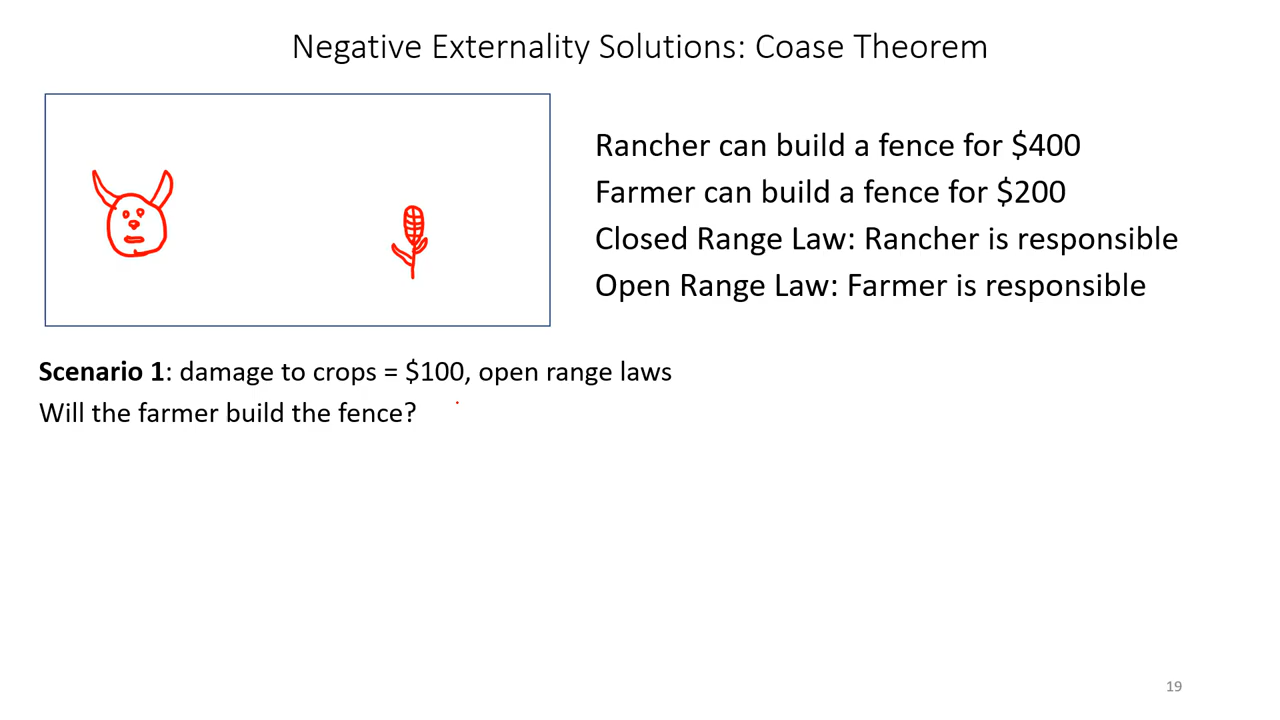 Negative Externality Solutions: Coase Theorem
Rancher can build a fence for $400
Farmer can build a fence for $200
Closed Range Law: Rancher is responsible
Open Range Law: Farmer is responsible
Scenario 1: damage to crops = $100, open range laws
Will the farmer build the fence?
19